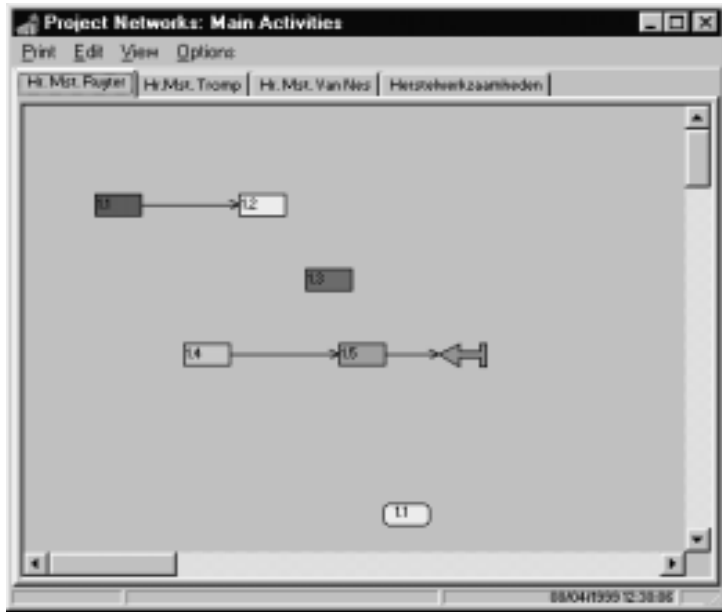 Project Networks: Main Activities
Print Edit View Options
Hr. Mst. Ruyter Hr.Mst. Tromp Hr. Mst. Van Nes Herstelwerkzaamheden
1.1 1.2
1.3
1.4 1.5
1.1
08/04/1999 12:30:06